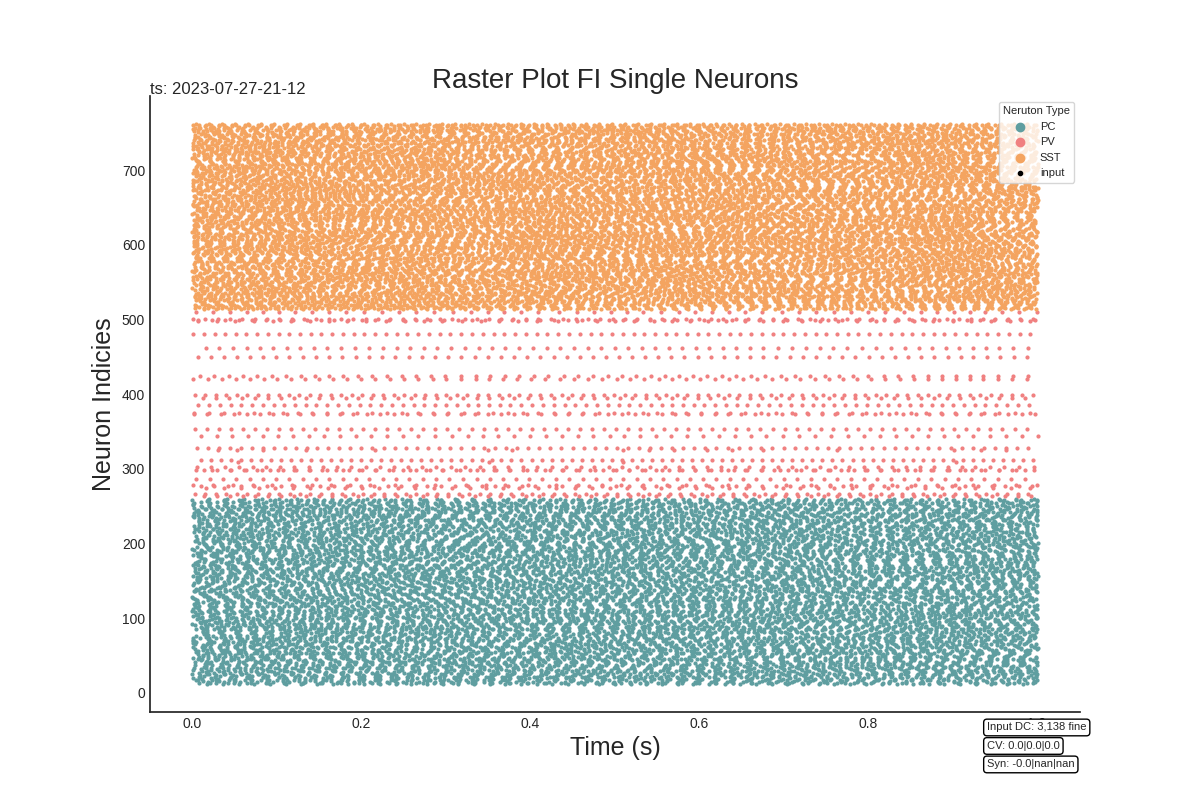 Raster Plot FI Single Neurons
ts: 2023-07-27-21-12
Neruton Type
PC
PV
SST
input
Neuron Indicies
700
600
500
400
300
200
100
0
0.0 0.2 0.4 0.6 0.8
Time (s)
Input DC: 3,138 fine
CV: 0.0|0.0|0.0
Syn: -0.0|nan|nan